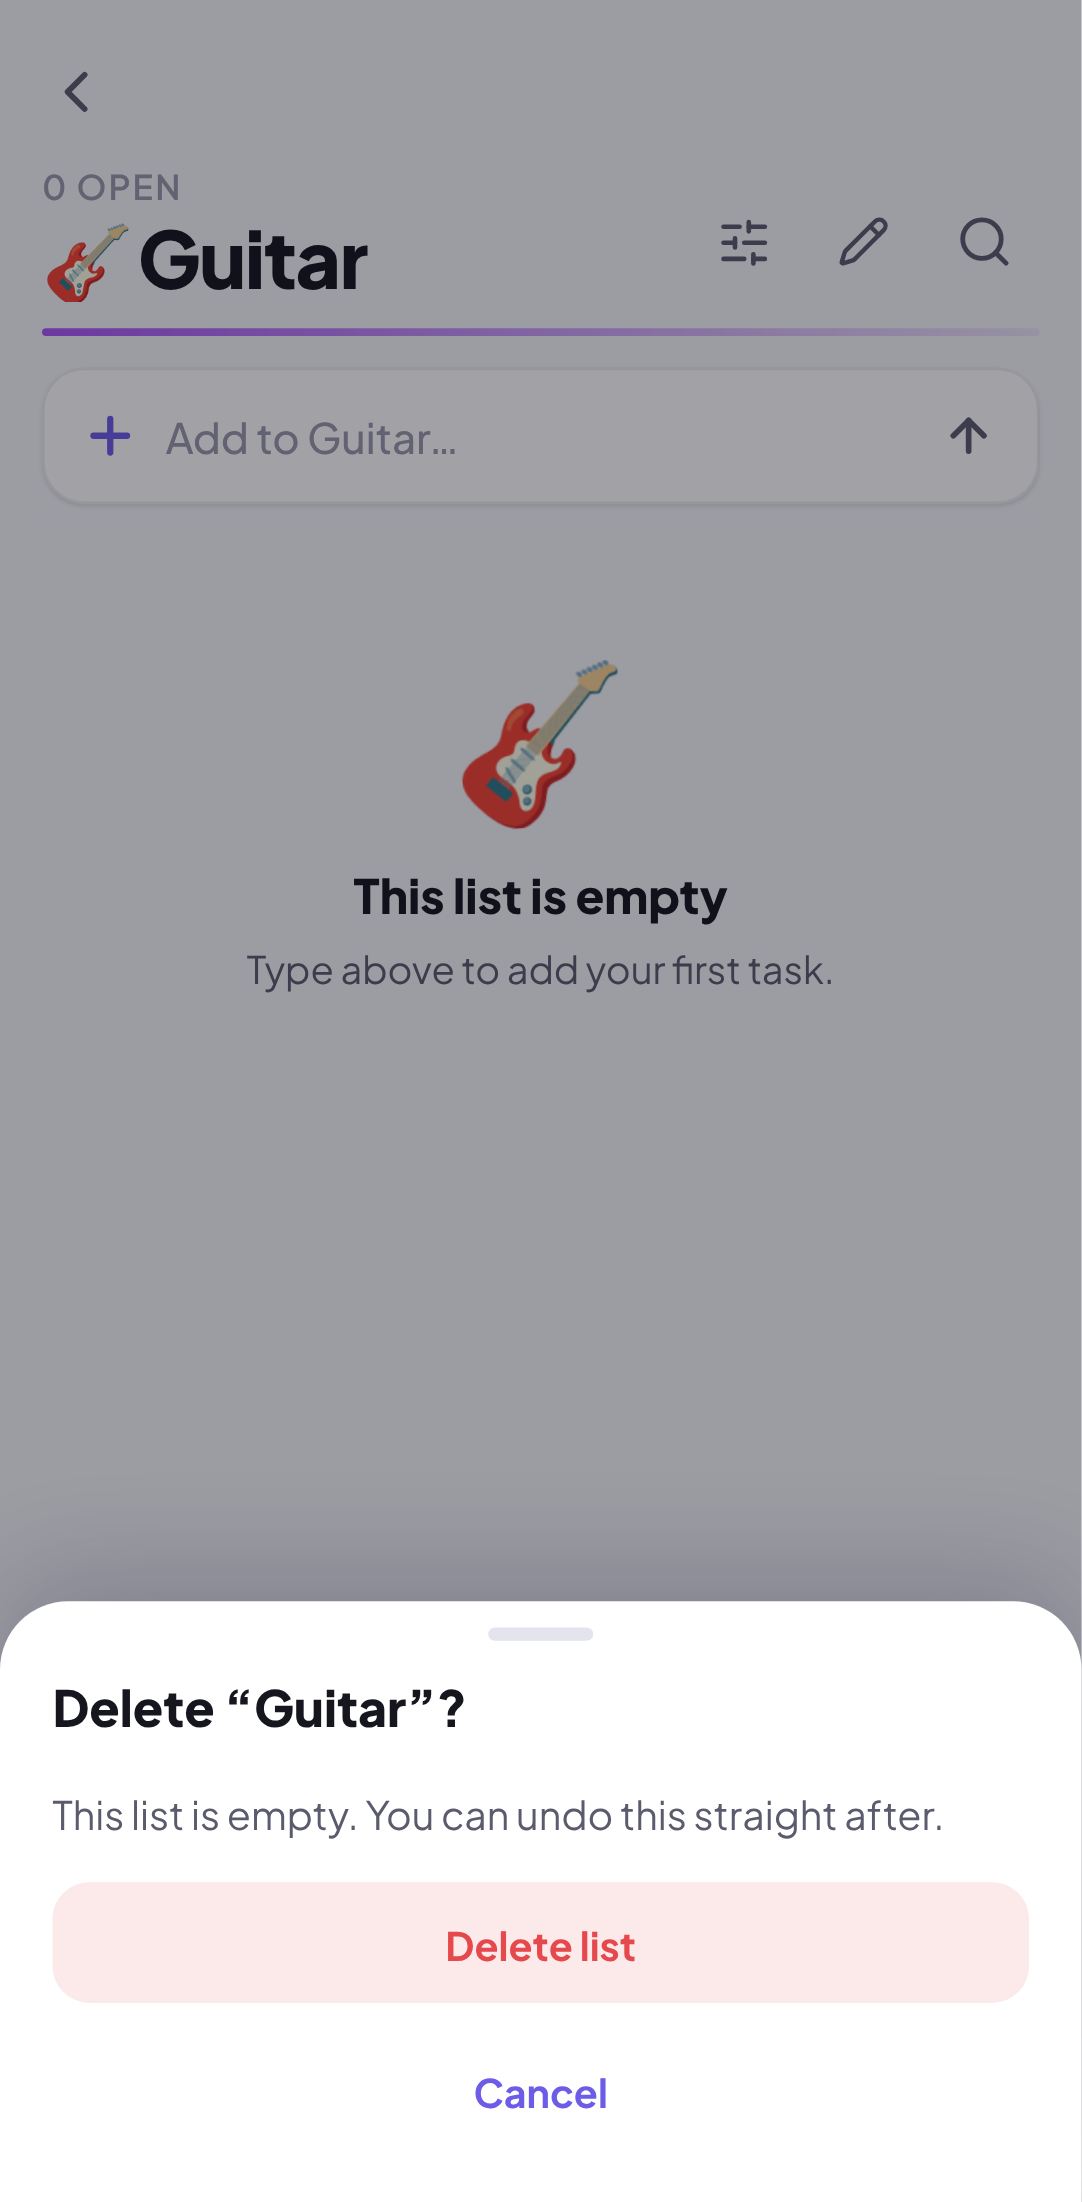 0 OPEN
🎸 Guitar
Add to Guitar...
This list is empty
Type above to add your first task.
Delete “Guitar”?
This list is empty. You can undo this straight after.
Delete list
Cancel